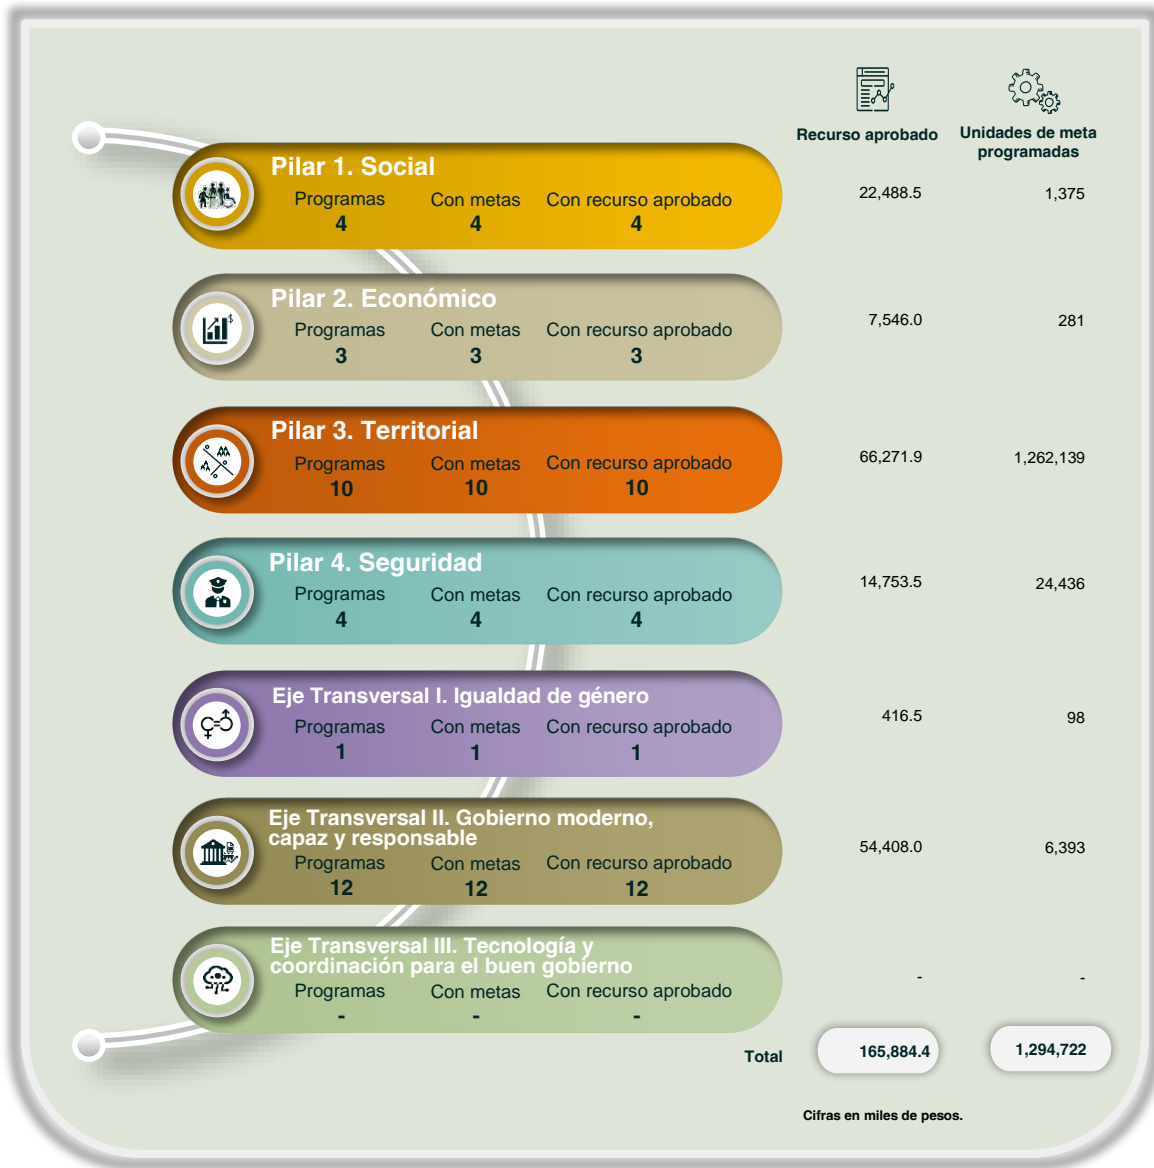 Recurso aprobado
Unidades de meta
programadas
Pilar 1. Social
Programas Con metas Con recurso aprobado
4 4 4
22,488.5 1,375
Pilar 2. Económico
Programas Con metas Con recurso aprobado
3 3 3
7,546.0 281
Pilar 3. Territorial
Programas Con metas Con recurso aprobado
10 10 10
66,271.9 1,262,139
Pilar 4. Seguridad
Programas Con metas Con recurso aprobado
4 4 4
14,753.5 24,436
Eje Transversal I. Igualdad de género
Programas Con metas Con recurso aprobado
1 1 1
416.5 98
Eje Transversal II. Gobierno moderno,
capaz y responsable
Programas Con metas Con recurso aprobado
12 12 12
54,408.0 6,393
Eje Transversal III. Tecnología y
coordinación para el buen gobierno
Programas Con metas Con recurso aprobado
- - -
- -
Total 165,884.4 1,294,722
Cifras en miles de pesos.